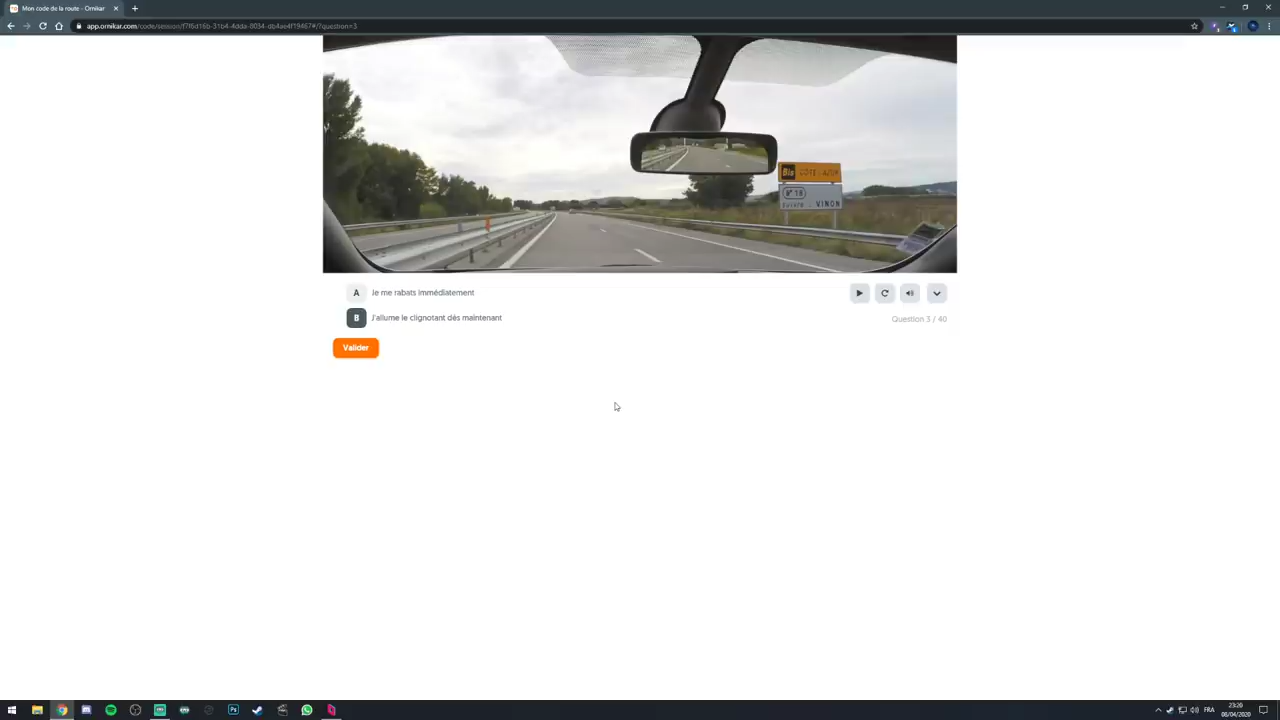 Mon code de la route - Ornikar
app.ornikar.com/code/session/f7f6d16b-31b4-4dda-8034-db4ae4f19467#/?question=3
Bis CÔTE D'AZUR
18
VINON
A Je me rabats immédiatement
B J'allume le clignotant dès maintenant
Question 3 / 40
Valider
FRA
23:20
08/04/2020